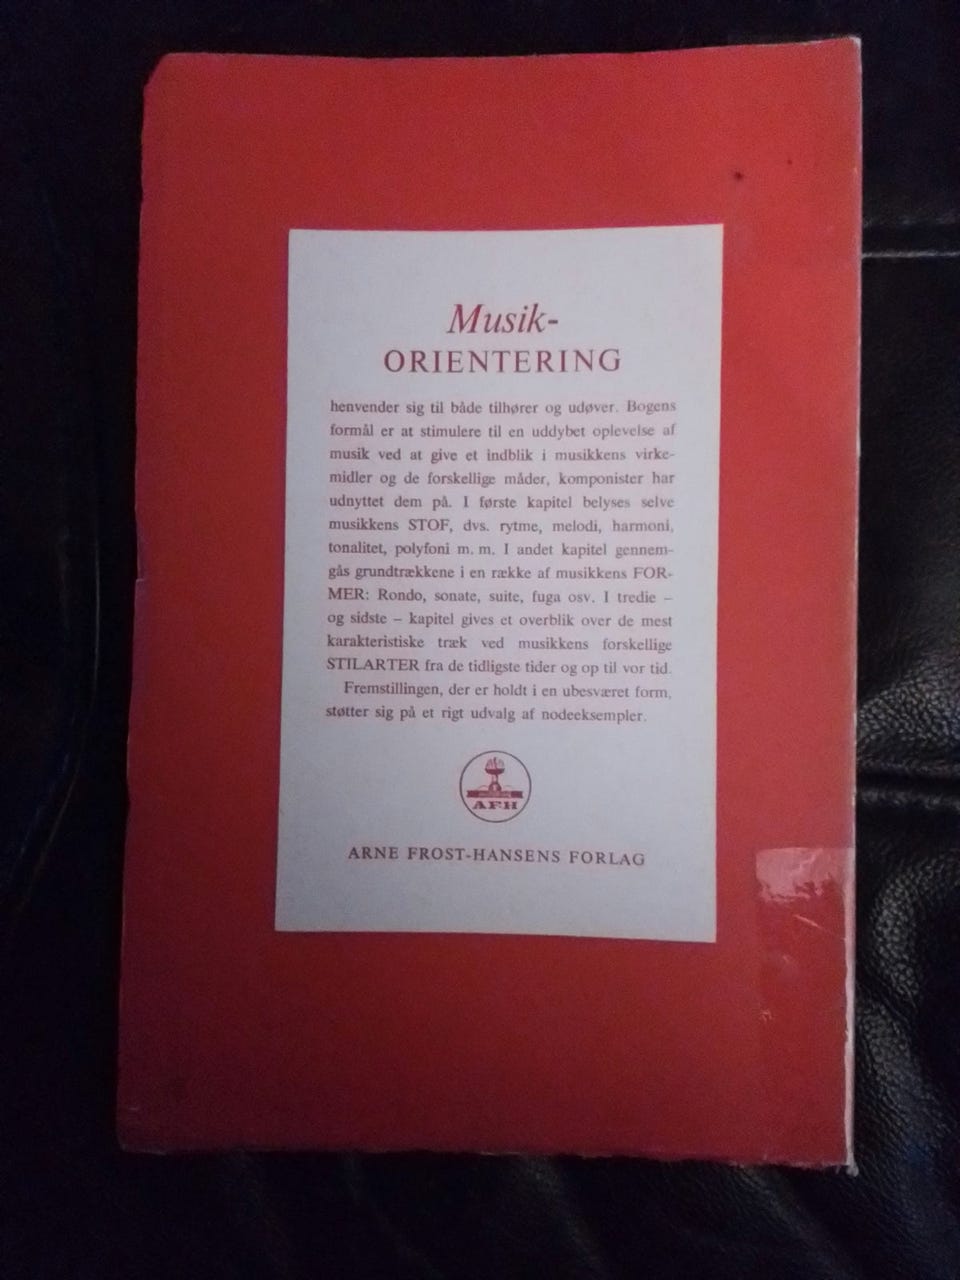 Musik-
ORIENTERING
henvender sig til både tilhører og udøver. Bogens
formål er at stimulere til en uddybet oplevelse af
musik ved at give et indblik i musikkens virke-
midler og de forskellige måder, komponister har
udnyttet dem på. I første kapitel belyses selve
musikkens STOF, dvs. rytme, melodi, harmoni,
tonalitet, polyfoni m. m. I andet kapitel gennem-
gås grundtrækkene i en række af musikkens FOR-
MER: Rondo, sonate, suite, fuga osv. I tredie –
og sidste – kapitel gives et overblik over de mest
karakteristiske træk ved musikkens forskellige
STILARTER fra de tidligste tider og op til vor tid.
Fremstillingen, der er holdt i en ubesværet form,
støtter sig på et rigt udvalg af nodeeksempler.
AFH
ARNE FROST-HANSENS FORLAG